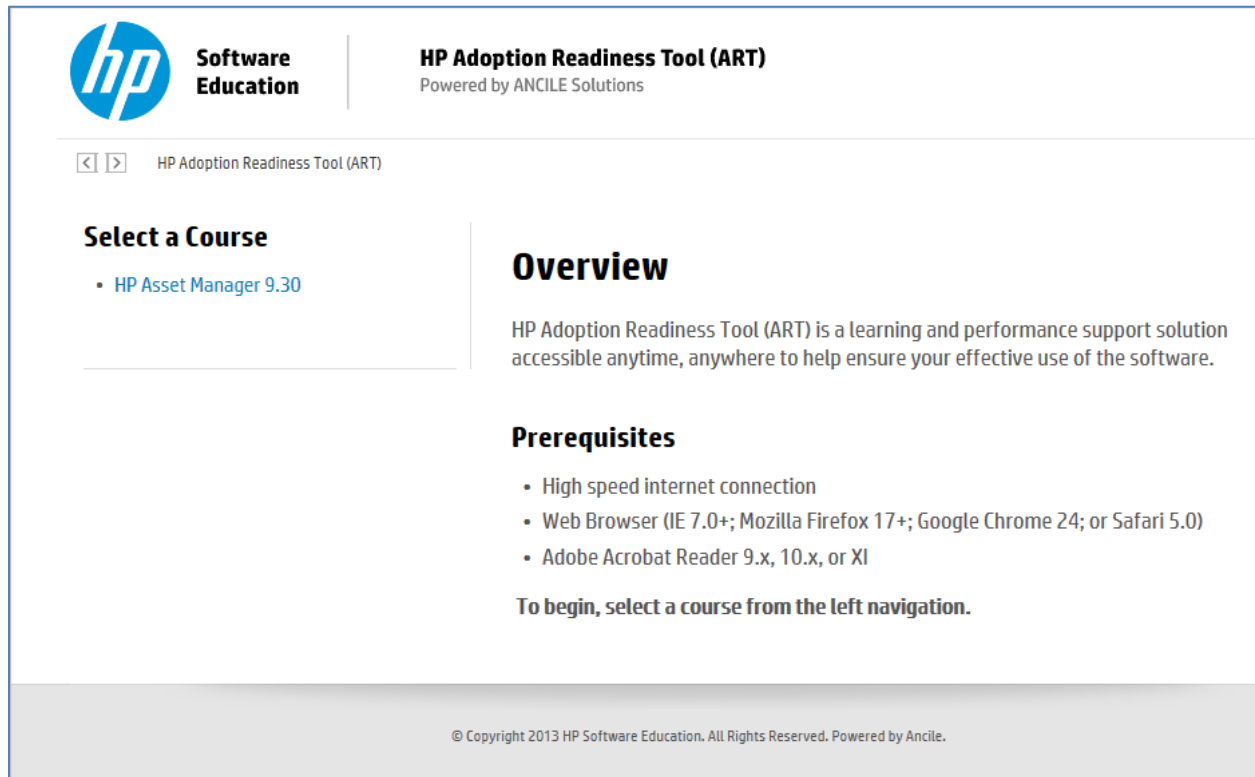 hp
Software
Education
HP Adoption Readiness Tool (ART)
Powered by ANCILE Solutions
< >
HP Adoption Readiness Tool (ART)
Select a Course
• HP Asset Manager 9.30
Overview
HP Adoption Readiness Tool (ART) is a learning and performance support solution
accessible anytime, anywhere to help ensure your effective use of the software.
Prerequisites
• High speed internet connection
• Web Browser (IE 7.0+; Mozilla Firefox 17+; Google Chrome 24; or Safari 5.0)
• Adobe Acrobat Reader 9.x, 10.x, or XI
To begin, select a course from the left navigation.
© Copyright 2013 HP Software Education. All Rights Reserved. Powered by Ancile.